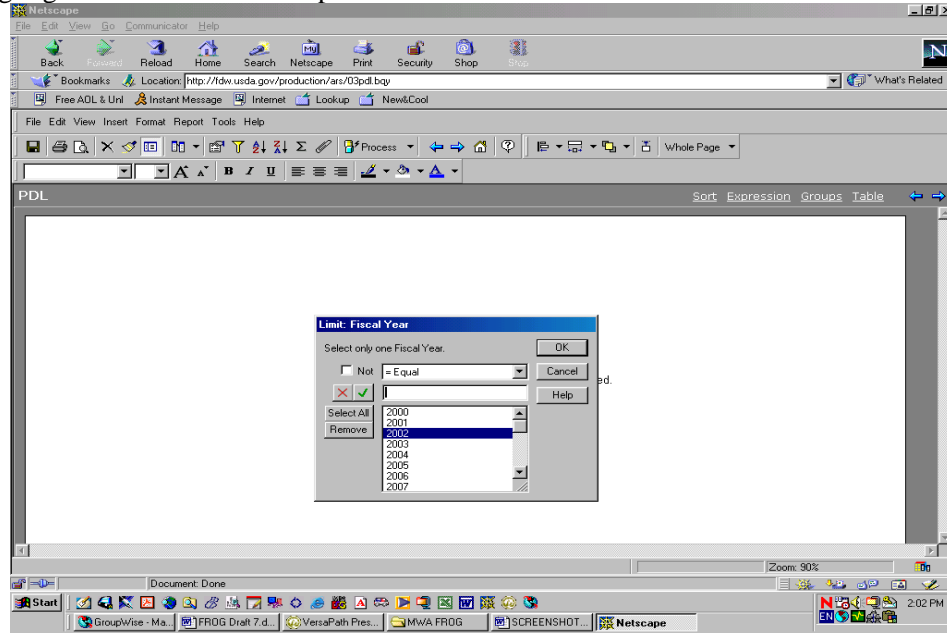 Netscape
File Edit View Go Communicator Help
Back Forward Reload Home Search Netscape Print Security Shop Stop
My
N
Bookmarks Location: http://fdw.usda.gov/production/ars/03pdl.bqy What's Related
Free AOL & Unl Instant Message Internet Lookup New&Cool
File Edit View Insert Format Report Tools Help
Process Whole Page
B I U
PDL Sort Expression Groups Table
Limit: Fiscal Year
Select only one Fiscal Year. OK
Not = Equal Cancel
ed.
Help
Select All 2000
2001
Remove 2002
2003
2004
2005
2006
2007
Zoom: 90%
Document: Done
Start 2:02 PM
EN
GroupWise - Ma... FROG Draft 7.d... VersaPath Pres... MWA FROG SCREENSHOT... Netscape